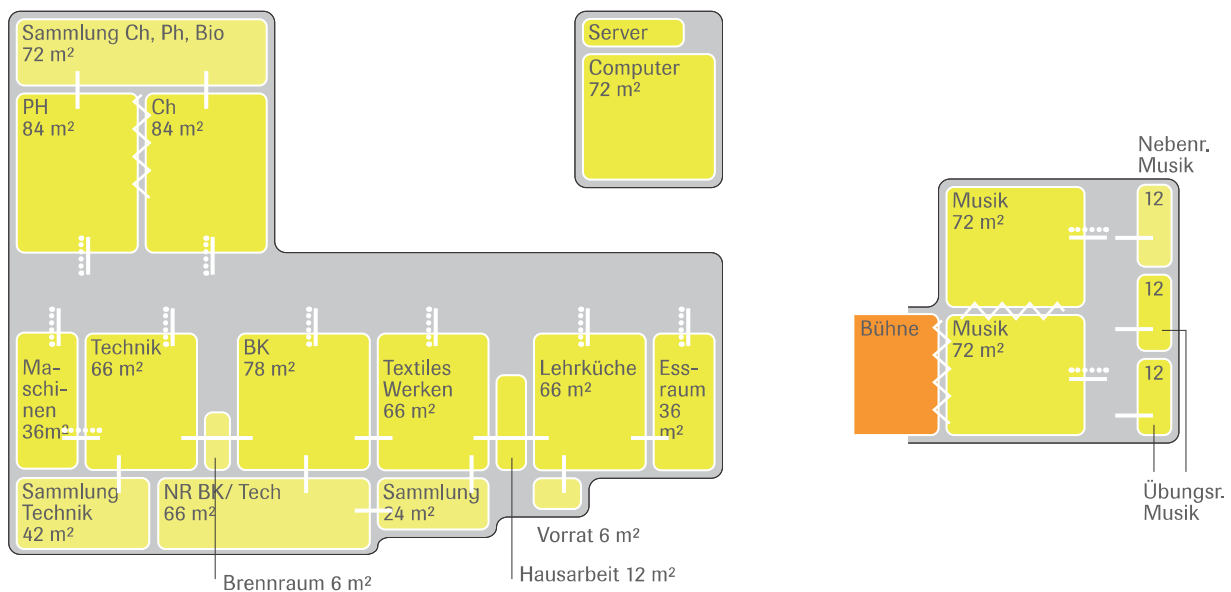 Sammlung Ch, Ph, Bio
72 m²
PH
84 m²
Ch
84 m²
Server
Computer
72 m²
Ma-
schi-
nen
36m²
Technik
66 m²
BK
78 m²
Textiles
Werken
66 m²
Lehrküche
66 m²
Ess-
raum
36
m²
Sammlung
Technik
42 m²
NR BK/ Tech
66 m²
Sammlung
24 m²
Vorrat 6 m²
Hausarbeit 12 m²
Brennraum 6 m²
Nebenr.
Musik
Musik
72 m²
12
12
Bühne
Musik
72 m²
12
Übungsr.
Musik